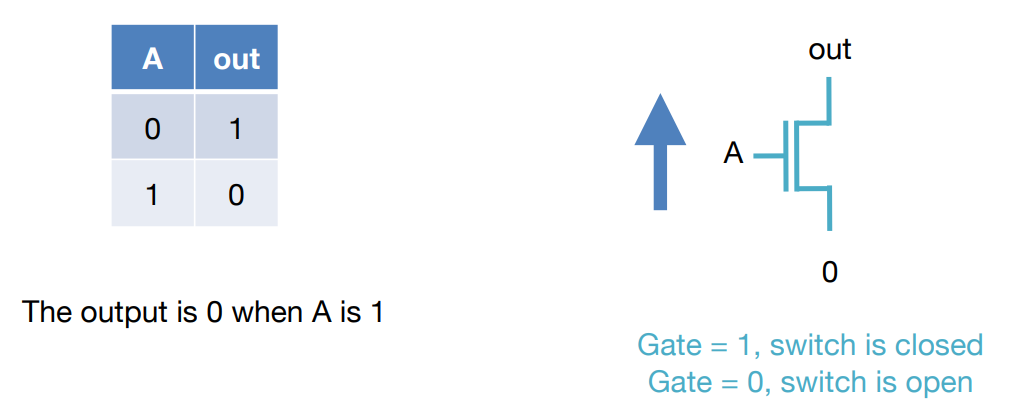 A out
0 1
1 0
The output is 0 when A is 1
out
A
0
Gate = 1, switch is closed
Gate = 0, switch is open